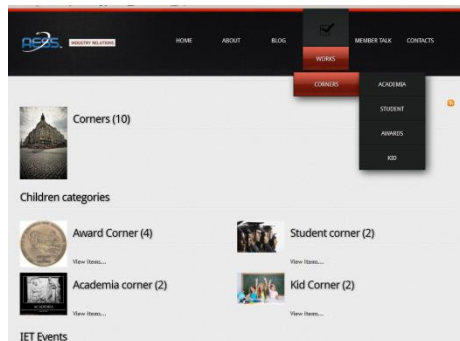 AESS
INDUSTRY RELATIONS
HOME
ABOUT
BLOG
WORKS
MEMBER TALK
CONTACTS
CORNERS
ACADEMIA
STUDENT
AWARDS
KID
Corners (10)
Children categories
Award Corner (4)
View Items...
Student corner (2)
View Items...
Academia corner (2)
View Items...
Kid Corner (2)
View Items...
ACADEMIA
IET Events